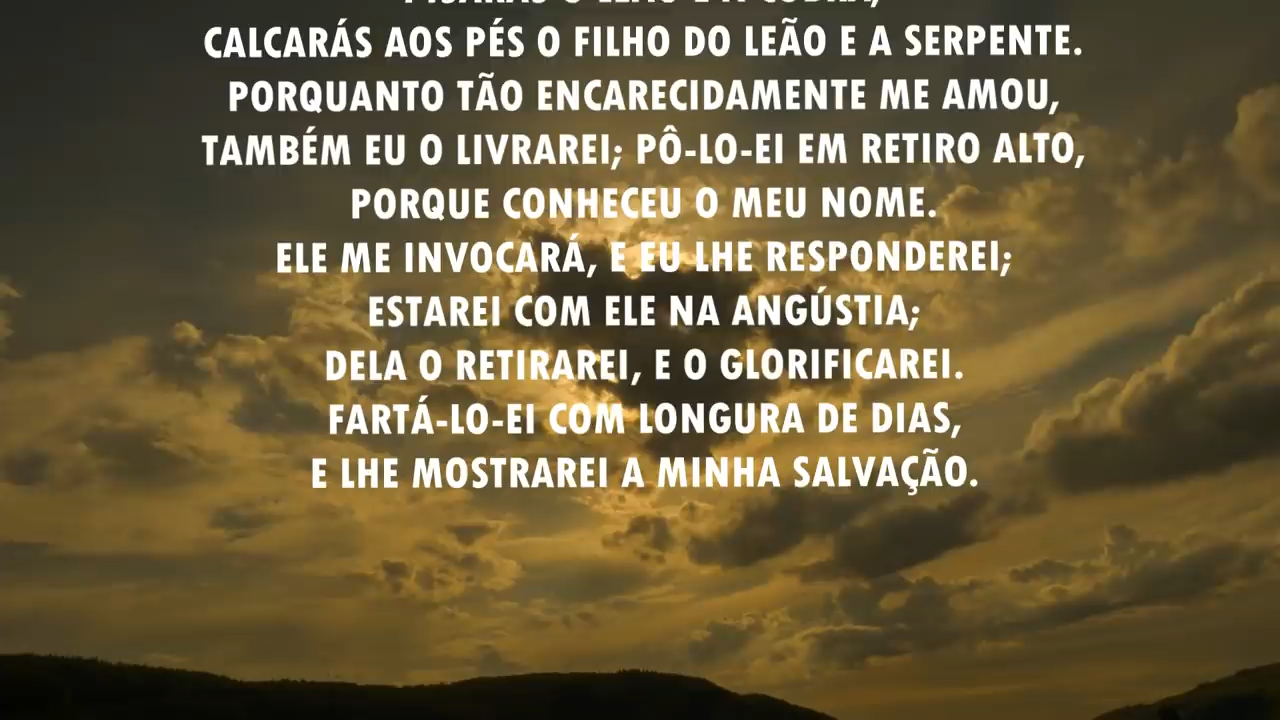 CALCARÁS AOS PÉS O FILHO DO LEÃO E A SERPENTE.
PORQUANTO TÃO ENCARECIDAMENTE ME AMOU,
TAMBÉM EU O LIVRAREI; PÔ-LO-EI EM RETIRO ALTO,
PORQUE CONHECEU O MEU NOME.
ELE ME INVOCARÁ, E EU LHE RESPONDEREI;
ESTAREI COM ELE NA ANGÚSTIA;
DELA O RETIRAREI, E O GLORIFICAREI.
FARTÁ-LO-EI COM LONGURA DE DIAS,
E LHE MOSTRAREI A MINHA SALVAÇÃO.